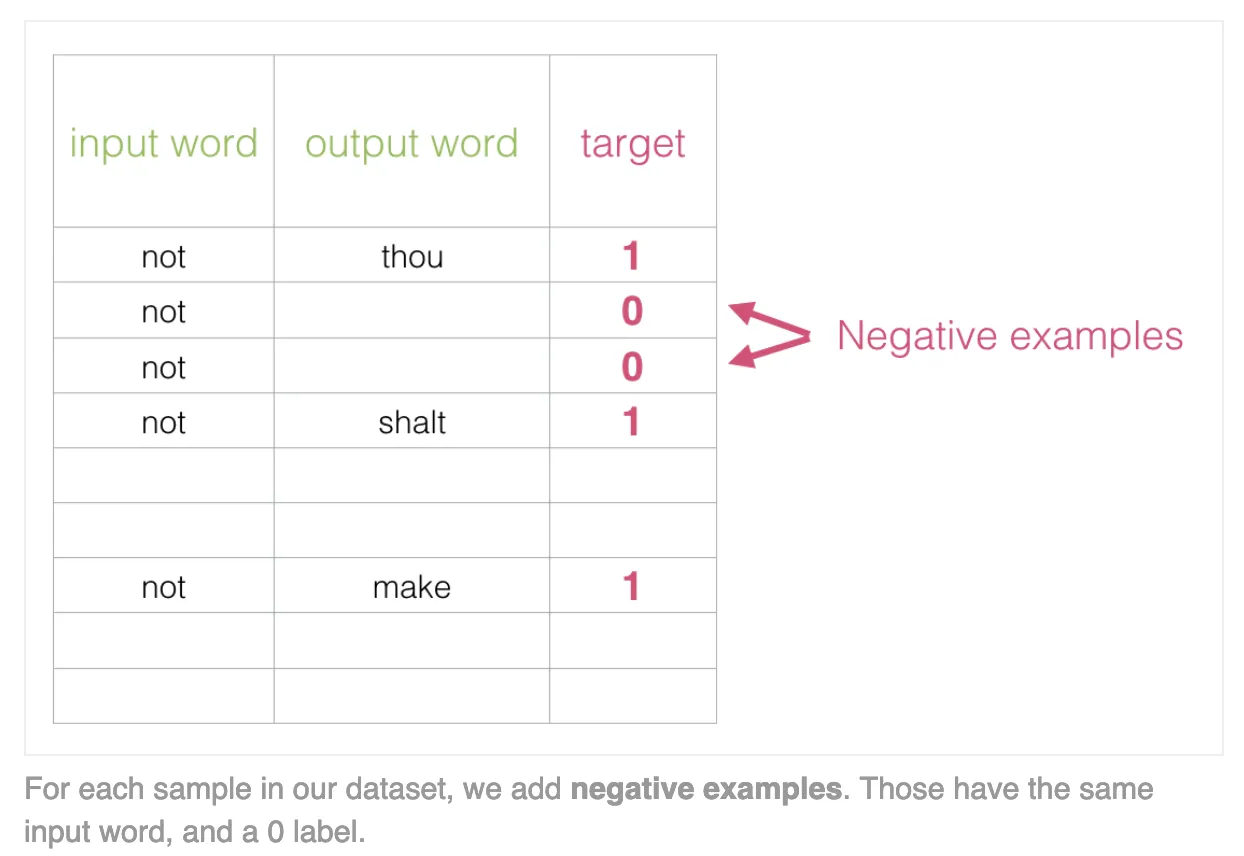 input word output word target
not thou 1
not 0
not 0
Negative examples
not shalt 1
not make 1
For each sample in our dataset, we add negative examples. Those have the same
input word, and a 0 label.